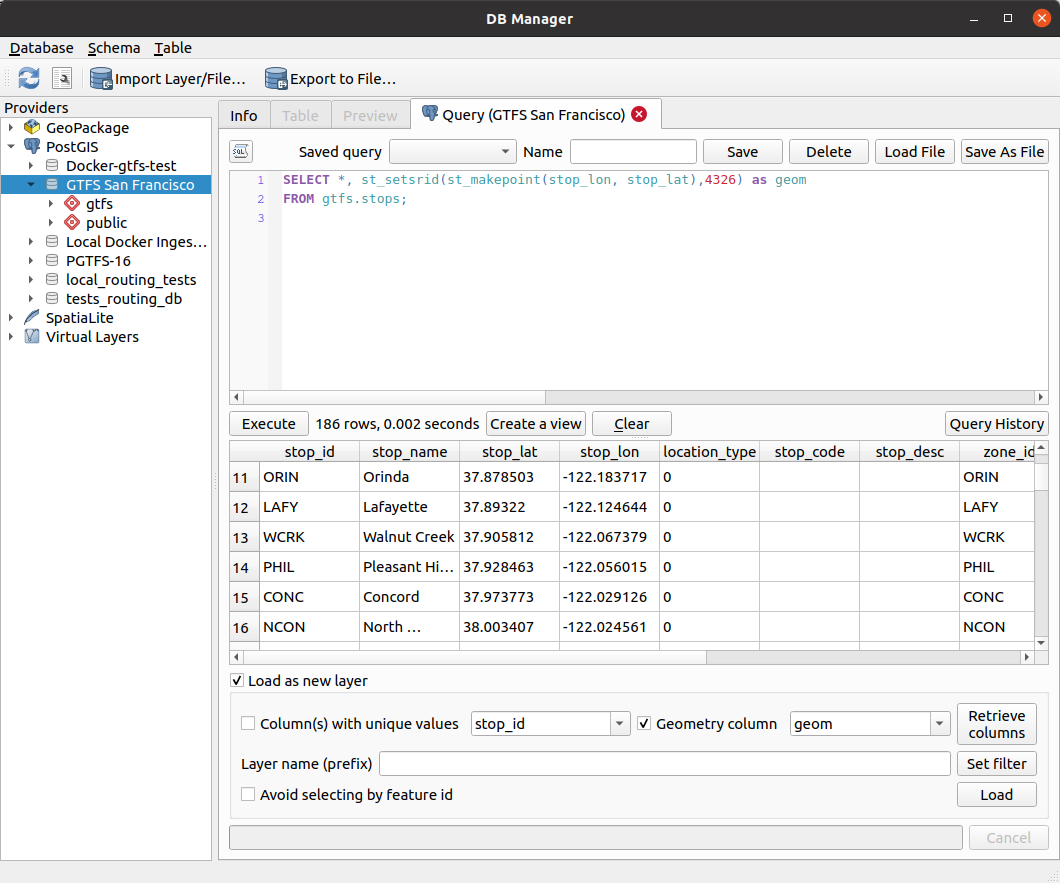 DB Manager
Database Schema Table
Import Layer/File... Export to File...
Providers
GeoPackage
PostGIS
Docker-gtfs-test
GTFS San Francisco
gtfs
public
Local Docker Inges...
PGTFS-16
local_routing_tests
tests_routing_db
SpatiaLite
Virtual Layers
Info Table Preview Query (GTFS San Francisco)
SQL Saved query Name Save Delete Load File Save As File
1 SELECT *, st_setsrid(st_makepoint(stop_lon, stop_lat),4326) as geom
2 FROM gtfs.stops;
3
Execute 186 rows, 0.002 seconds Create a view Clear Query History
stop_id stop_name stop_lat stop_lon location_type stop_code stop_desc zone_id
11 ORIN Orinda 37.878503 -122.183717 0 ORIN
12 LAFY Lafayette 37.89322 -122.124644 0 LAFY
13 WCRK Walnut Creek 37.905812 -122.067379 0 WCRK
14 PHIL Pleasant Hi... 37.928463 -122.056015 0 PHIL
15 CONC Concord 37.973773 -122.029126 0 CONC
16 NCON North ... 38.003407 -122.024561 0 NCON
Load as new layer
Column(s) with unique values stop_id Geometry column geom Retrieve columns
Layer name (prefix) Set filter
Avoid selecting by feature id Load
Cancel